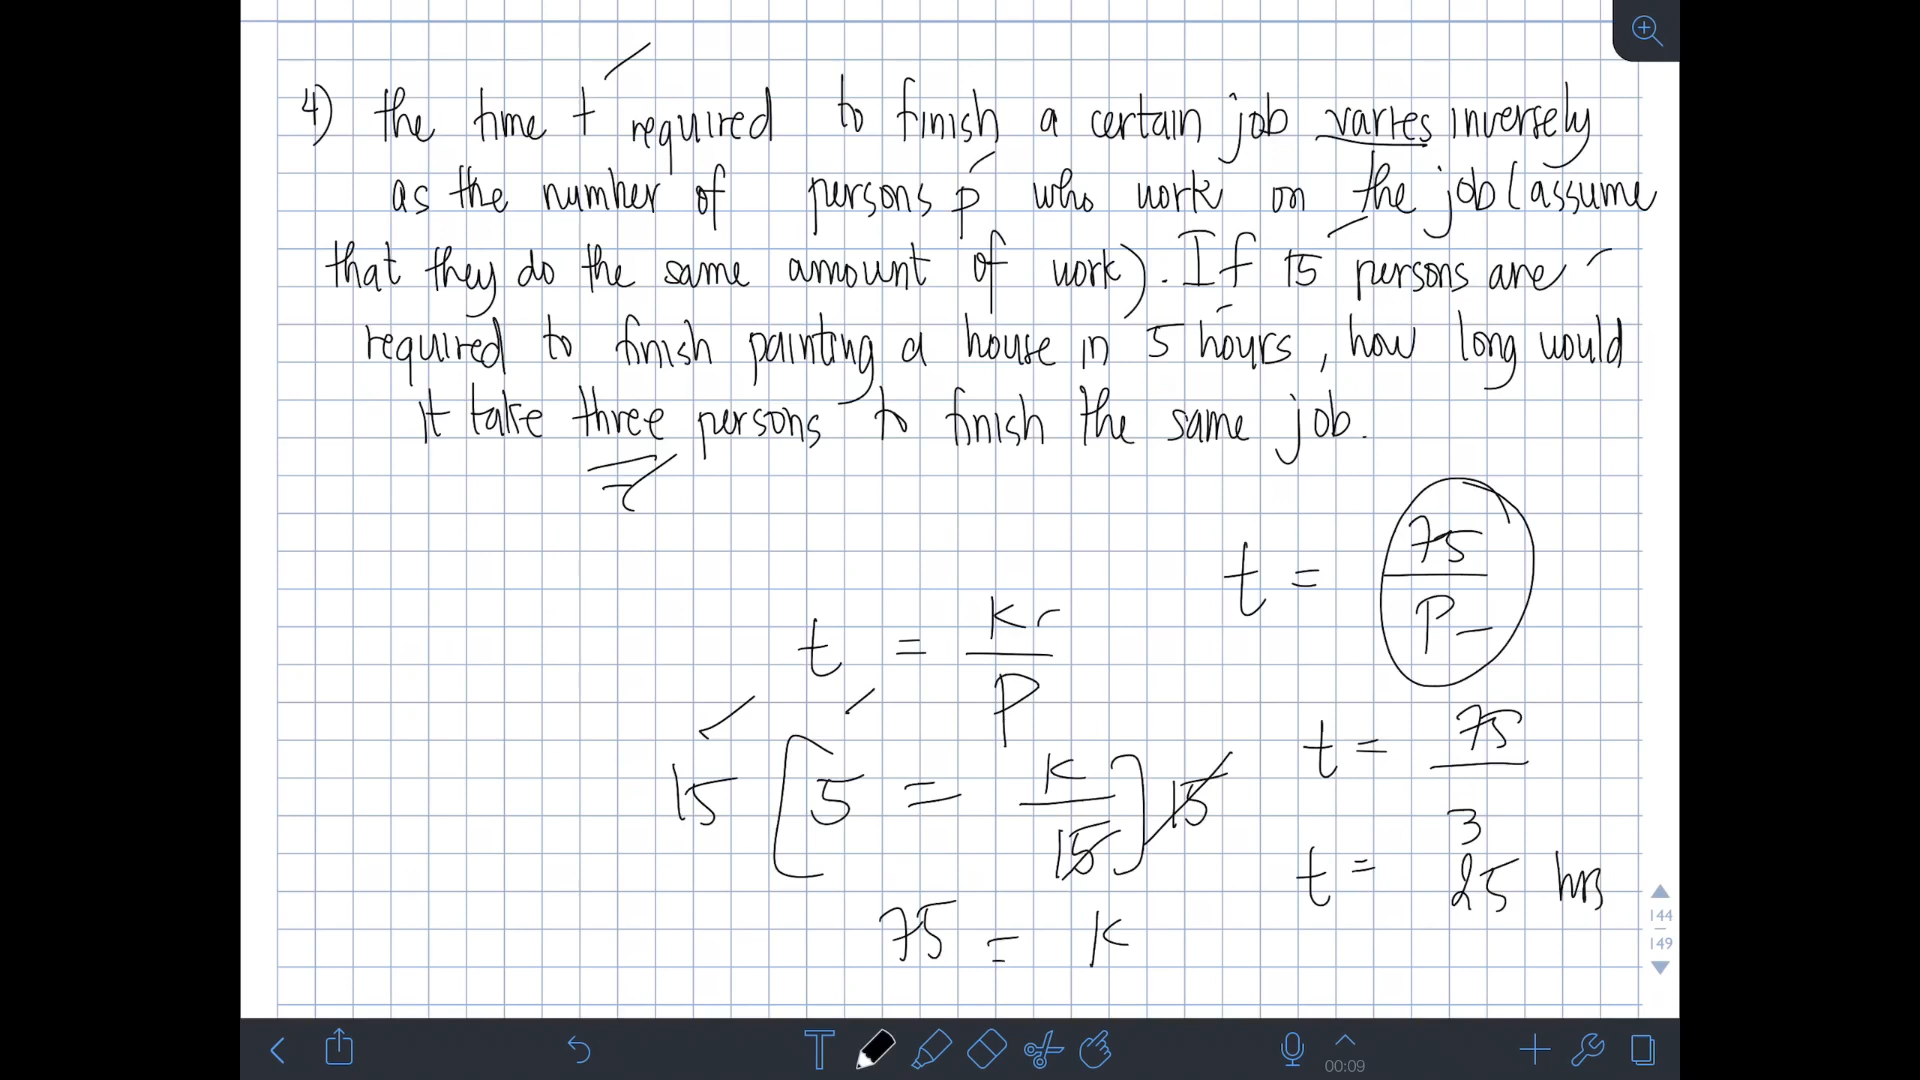 4) the time t required to finish a certain job varies inversely
as the number of persons p who work on the job (assume
that they do the same amount of work). If 15 persons are
required to finish painting a house in 5 hours, how long would
it take three persons to finish the same job.
t = k / P
15 [ 5 = k / 15 ] 15
75 = k
t = 75 / P
t = 75 / 3
t = 25 hrs
144
149
T
00:09